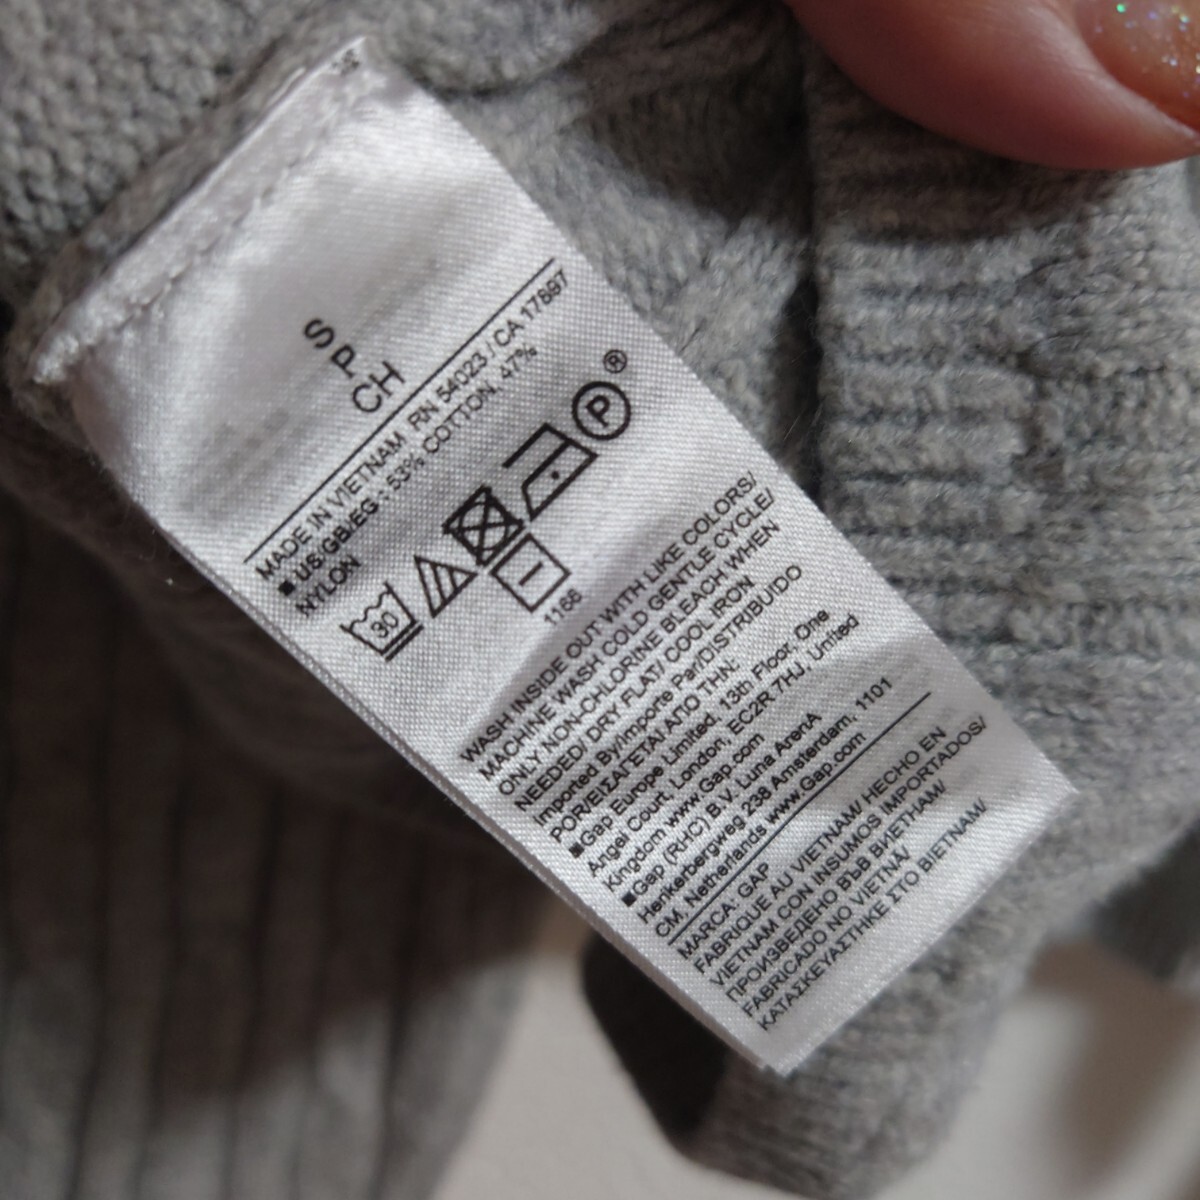 S
P
CH
MADE IN VIETNAM RN 54023 / CA 17897
■ US/GB/EG : 53% COTTON, 47%
NYLON
30
P ®
1166
WASH INSIDE OUT WITH LIKE COLORS/
MACHINE WASH COLD GENTLE CYCLE/
ONLY NON-CHLORINE BLEACH WHEN
NEEDED/ DRY FLAT/ COOL IRON
Imported By/Importe Par/DISTRIBUIDO
POR/ΕΙΣΑΓΕΤΑΙ ΑΠΟ ΤΗΝ:
■Gap Europe Limited, 13th Floor, One
Angel Court, London, EC2R 7HJ, United
Kingdom www.Gap.com
■Gap (RHC) B.V. Luna ArenA
Herikerbergweg 238 Amsterdam, 1101
CM, Netherlands www.Gap.com
MARCA: GAP
FABRIQUE AU VIETNAM/ HECHO EN
VIETNAM CON INSUMOS IMPORTADOS/
ПРОИЗВЕДЕНО ВЪВ ВИЕТНАМ/
FABRICADO NO VIETNÁ/
ΚΑΤΑΣΚΕΥΑΣΤΗΚΕ ΣΤΟ ΒΙΕΤΝΑΜ/